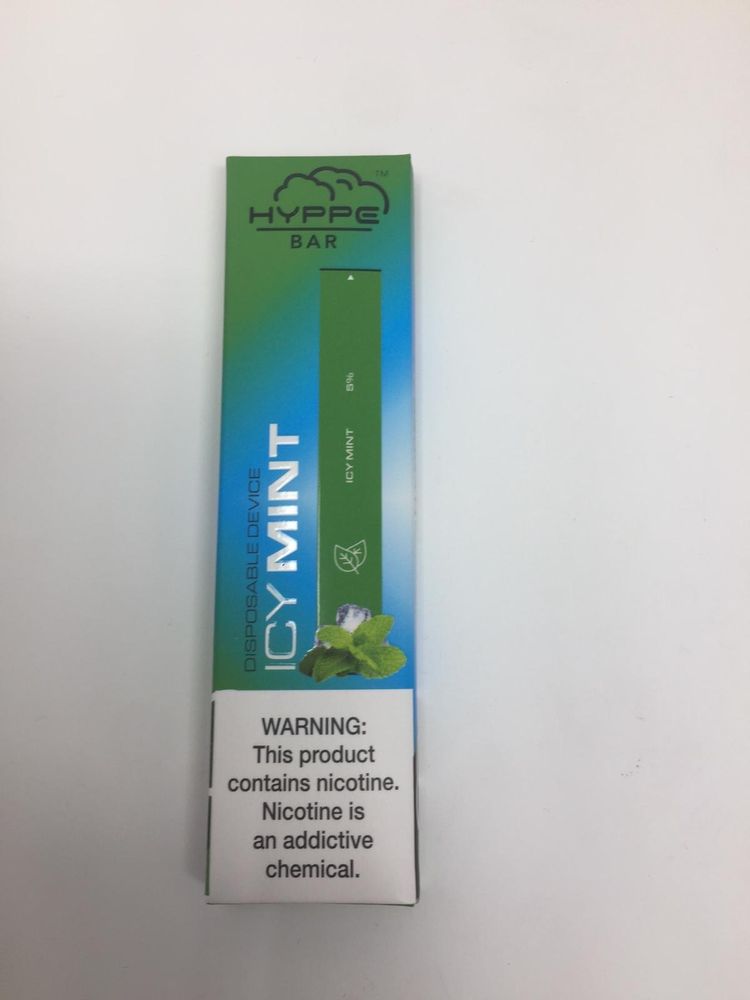 HYPPE
TM
BAR
5%
ICY MINT
DISPOSABLE DEVICE
ICY MINT
WARNING:
This product
contains nicotine.
Nicotine is
an addictive
chemical.